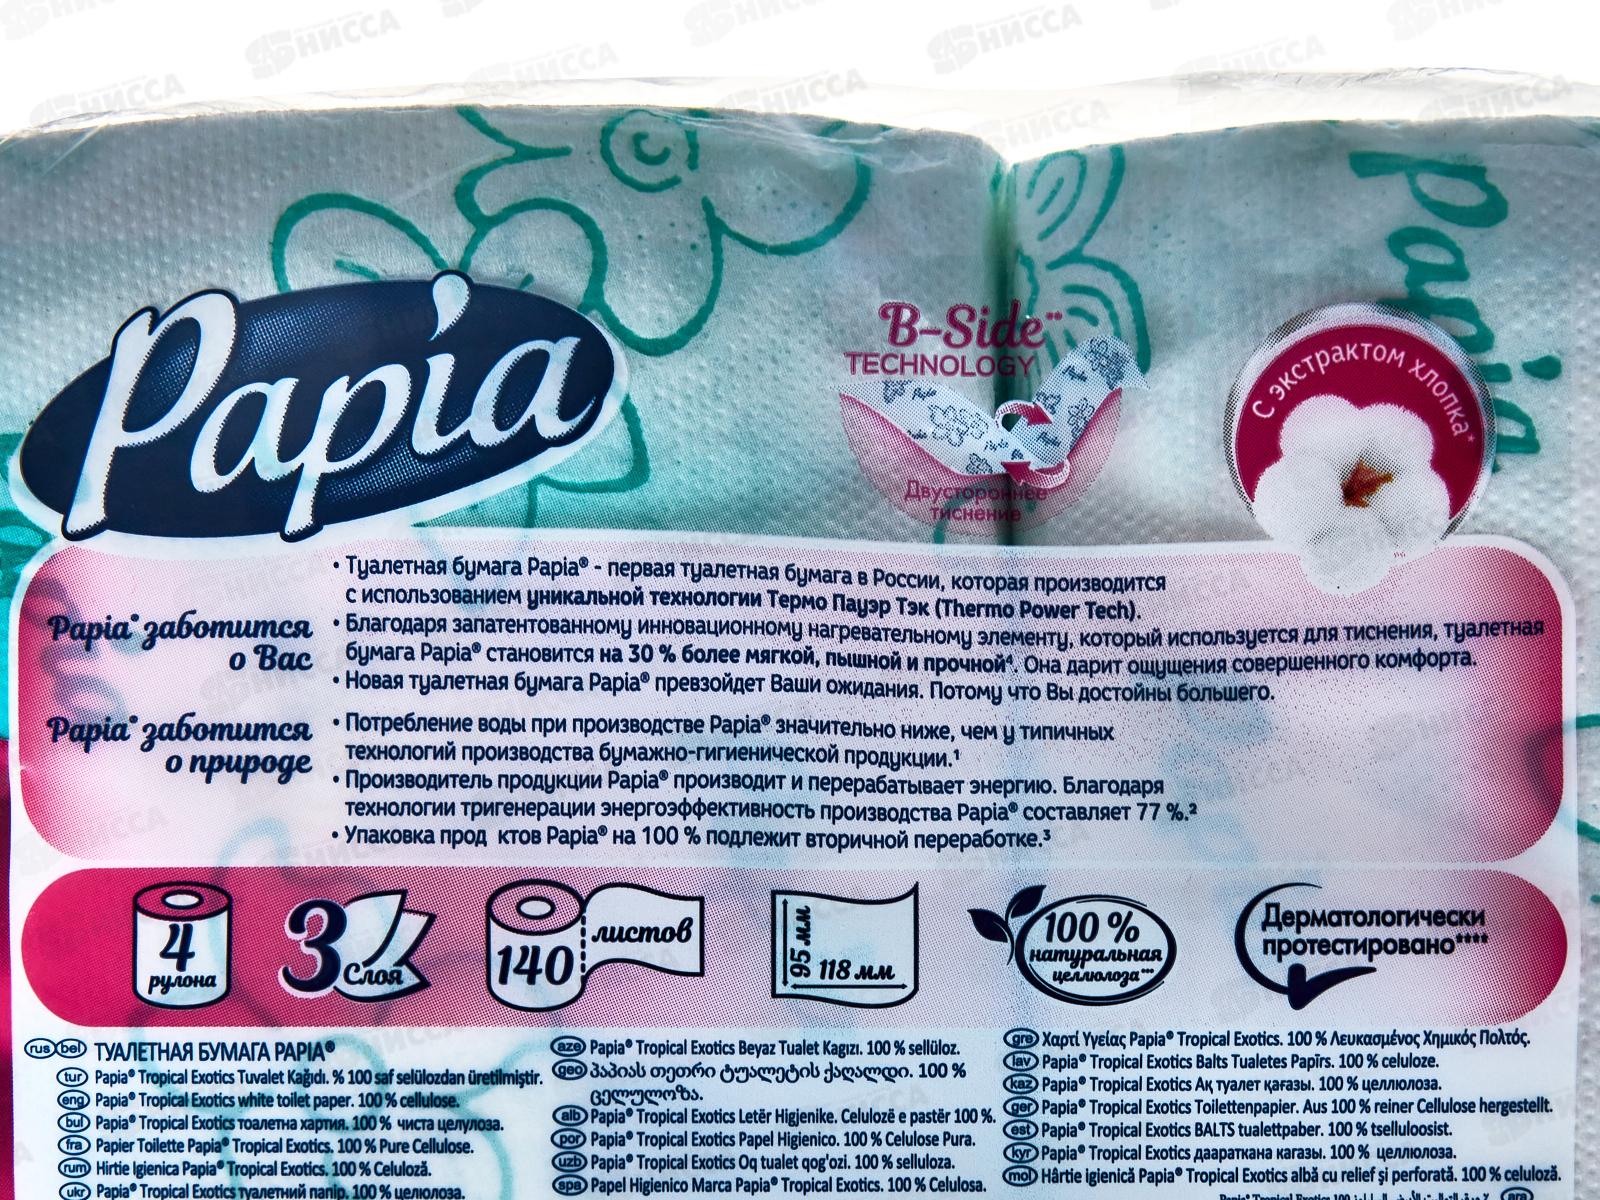 Papia
Papia
B-Side**
TECHNOLOGY
Двустороннее
тиснение
С экстрактом хлопка*
Papia® заботится
о Вас
• Туалетная бумага Papia® - первая туалетная бумага в России, которая производится
с использованием уникальной технологии Термо Пауэр Тэк (Thermo Power Tech).
• Благодаря запатентованному инновационному нагревательному элементу, который используется для тиснения, туалетная
бумага Papia® становится на 30 % более мягкой, пышной и прочной⁴. Она дарит ощущения совершенного комфорта.
• Новая туалетная бумага Papia® превзойдет Ваши ожидания. Потому что Вы достойны большего.
Papia® заботится
о природе
• Потребление воды при производстве Papia® значительно ниже, чем у типичных
технологий производства бумажно-гигиенической продукции.¹
• Производитель продукции Papia® производит и перерабатывает энергию. Благодаря
технологии тригенерации энергоэффективность производства Papia® составляет 77 %.²
• Упаковка прод ктов Papia® на 100 % подлежит вторичной переработке.³
4
рулона
3 слоя
140 листов
95 мм
118 мм
100 %
натуральная
целлюлоза***
Дерматологически
протестировано****
rus bel ТУАЛЕТНАЯ БУМАГА PAPIA®
tur Papia® Tropical Exotics Tuvalet Kağıdı. % 100 saf selülozdan üretilmiştir.
eng Papia® Tropical Exotics white toilet paper. 100 % cellulose.
bul Papia® Tropical Exotics тоалетна хартия. 100 % чиста целулоза.
fra Papier Toilette Papia® Tropical Exotics. 100 % Pure Cellulose.
rum Hirtie Igienica Papia® Tropical Exotics. 100 % Celuloză.
ukr Papia® Tropical Exotics туалетний папір. 100 % целюлоза.
aze Papia® Tropical Exotics Beyaz Tualet Kagızı. 100 % sellüloz.
geo პაპიას თეთრი ტუალეტის ქაღალდი. 100 %
ცელულოზა.
alb Papia® Tropical Exotics Letër Higjenike. Celulozë e pastër 100 %.
por Papia® Tropical Exotics Papel Higienico. 100 % Celulose Pura.
uzb Papia® Tropical Exotics Oq tualet qog'ozi. 100 % selluloza.
spa Papel Higienico Marca Papia® Tropical Exotics. 100 % Celulosa.
gre Χαρτί Υγείας Papia® Tropical Exotics. 100 % Λευκασμένος Χημικός Πολτός.
lav Papia® Tropical Exotics Balts Tualetes Papīrs. 100 % celuloze.
kaz Papia® Tropical Exotics Ақ туалет қағазы. 100 % целлюлоза.
ger Papia® Tropical Exotics Toilettenpapier. Aus 100 % reiner Cellulose hergestellt.
est Papia® Tropical Exotics BALTS tualettpaber. 100 % tselluloosist.
kyr Papia® Tropical Exotics даараткана кагазы. 100 % целлюлоза.
mol Hârtie igienică Papia® Tropical Exotics albă cu relief şi perforată. 100 % celuloză.